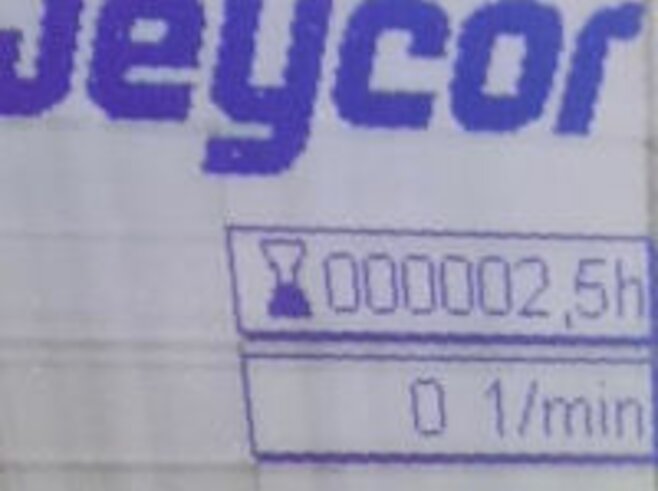 Jeycor
000002,5h
0 1/min